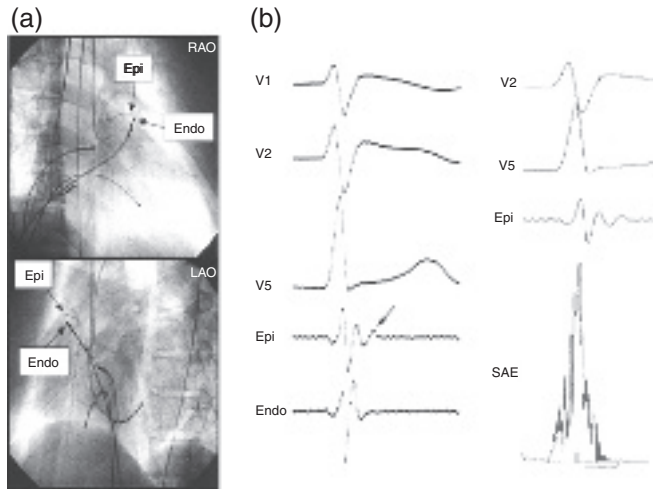 (a)
RAO
Epi
Endo
LAO
Epi
Endo
(b)
V1
V2
V5
Epi
Endo
V2
V5
Epi
SAE